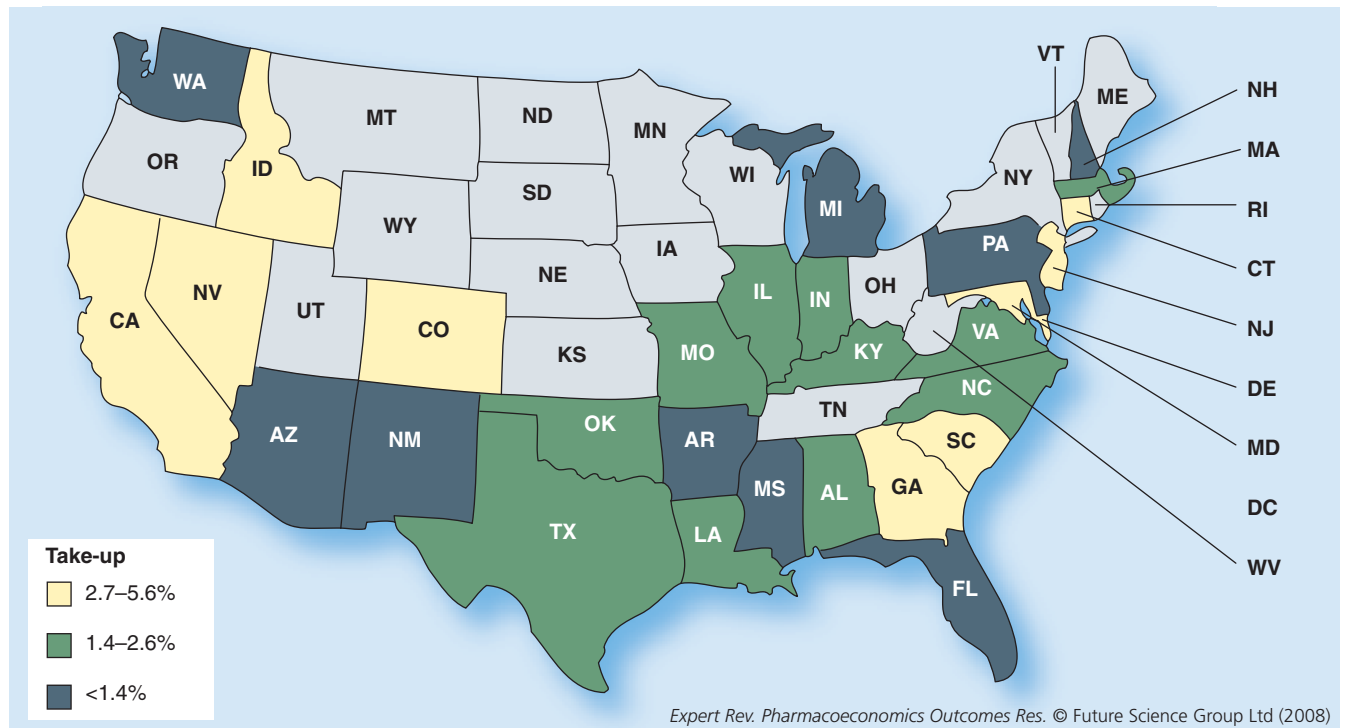 VT
ME
NH
WA
MT
ND
MN
MA
OR
ID
SD
WI
NY
RI
WY
MI
IA
PA
CT
NE
NV
UT
CO
IL
IN
OH
NJ
CA
KS
MO
KY
VA
DE
TN
NC
AZ
NM
OK
AR
SC
MD
MS
AL
GA
DC
TX
LA
WV
FL
Take-up
2.7–5.6%
1.4–2.6%
<1.4%
Expert Rev. Pharmacoeconomics Outcomes Res. © Future Science Group Ltd (2008)